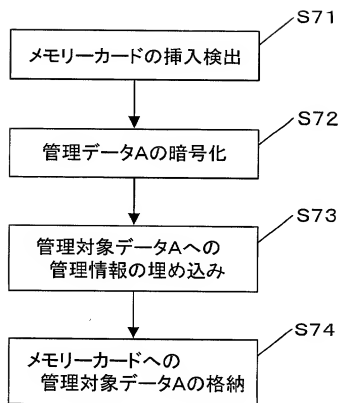 S71
メモリーカードの挿入検出
S72
管理データAの暗号化
S73
管理対象データAへの
管理情報の埋め込み
S74
メモリーカードへの
管理対象データAの格納